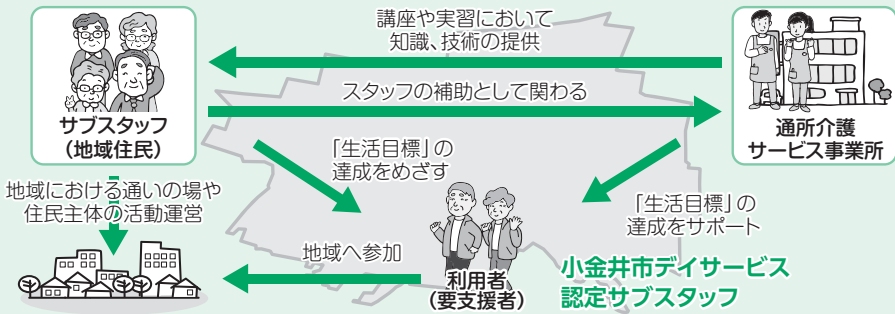 講座や実習において
知識、技術の提供
スタッフの補助として関わる
サブスタッフ
（地域住民）
通所介護
サービス事業所
「生活目標」の
達成をめざす
地域における通いの場や
住民主体の活動運営
「生活目標」の
達成をサポート
地域へ参加
利用者
（要支援者）
小金井市デイサービス
認定サブスタッフ